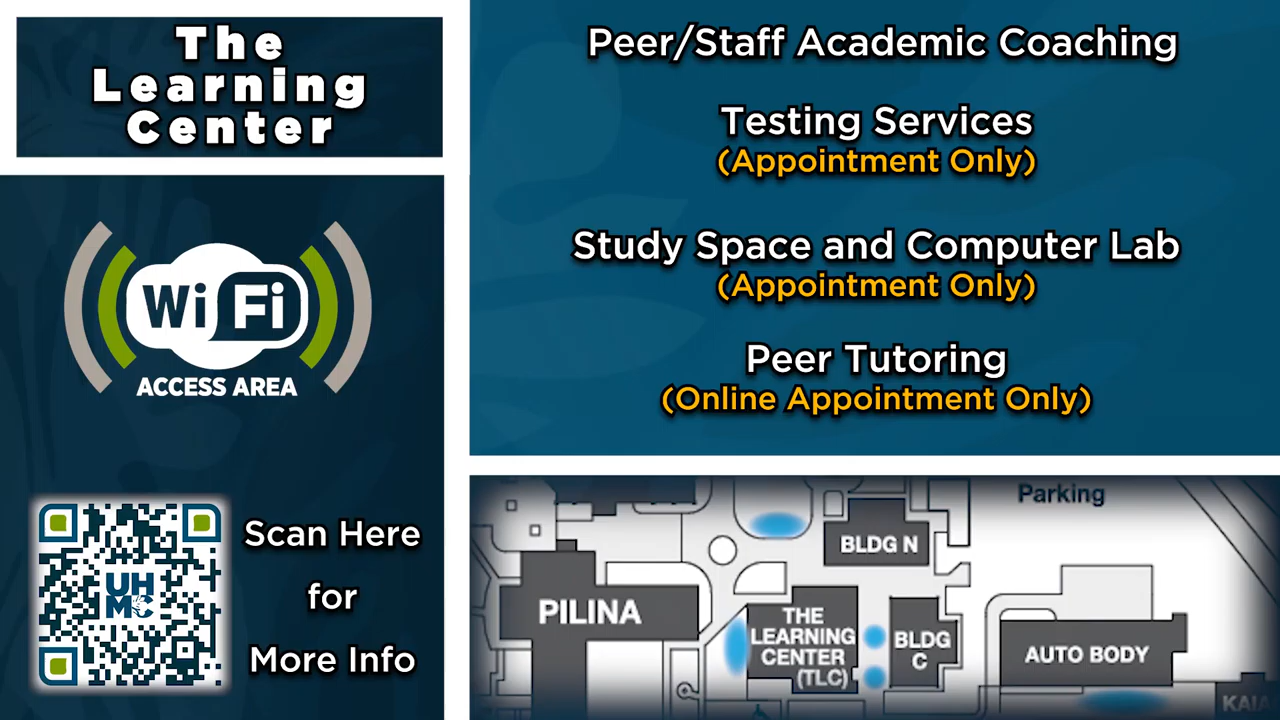 The
Learning
Center
WiFi
ACCESS AREA
UH
MC
Scan Here
for
More Info
Peer/Staff Academic Coaching
Testing Services
(Appointment Only)
Study Space and Computer Lab
(Appointment Only)
Peer Tutoring
(Online Appointment Only)
Parking
BLDG N
PILINA
THE
LEARNING
CENTER
(TLC)
BLDG
C
AUTO BODY